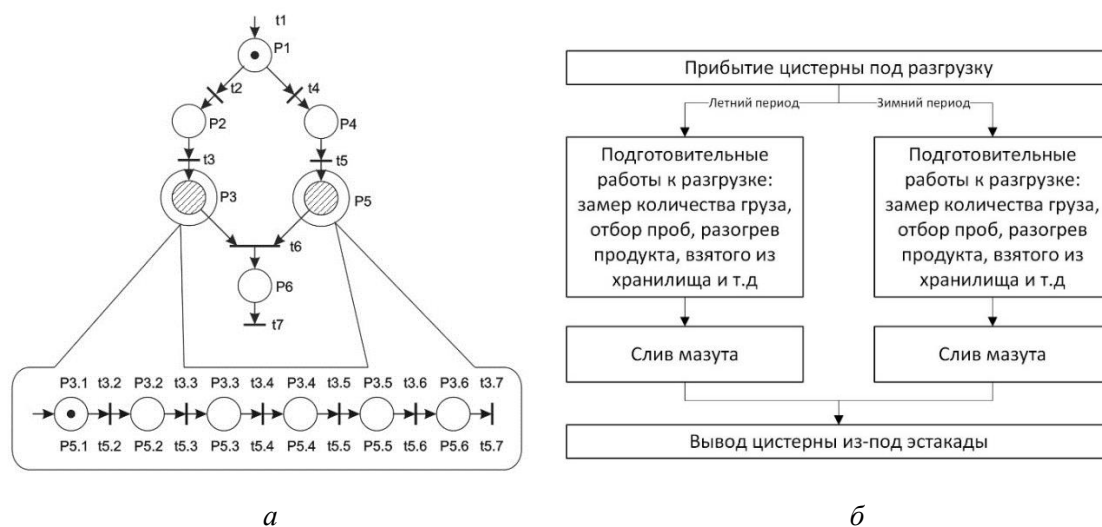 t1
P1
t2
t4
P2
P4
t3
t5
P3
P5
t6
P6
t7
P3.1 t3.2 P3.2 t3.3 P3.3 t3.4 P3.4 t3.5 P3.5 t3.6 P3.6 t3.7
P5.1 t5.2 P5.2 t5.3 P5.3 t5.4 P5.4 t5.5 P5.5 t5.6 P5.6 t5.7
а
Прибытие цистерны под разгрузку
Летний период
Зимний период
Подготовительные
работы к разгрузке:
замер количества груза,
отбор проб, разогрев
продукта, взятого из
хранилища и т.д
Подготовительные
работы к разгрузке:
замер количества груза,
отбор проб, разогрев
продукта, взятого из
хранилища и т.д
Слив мазута
Слив мазута
Вывод цистерны из-под эстакады
б